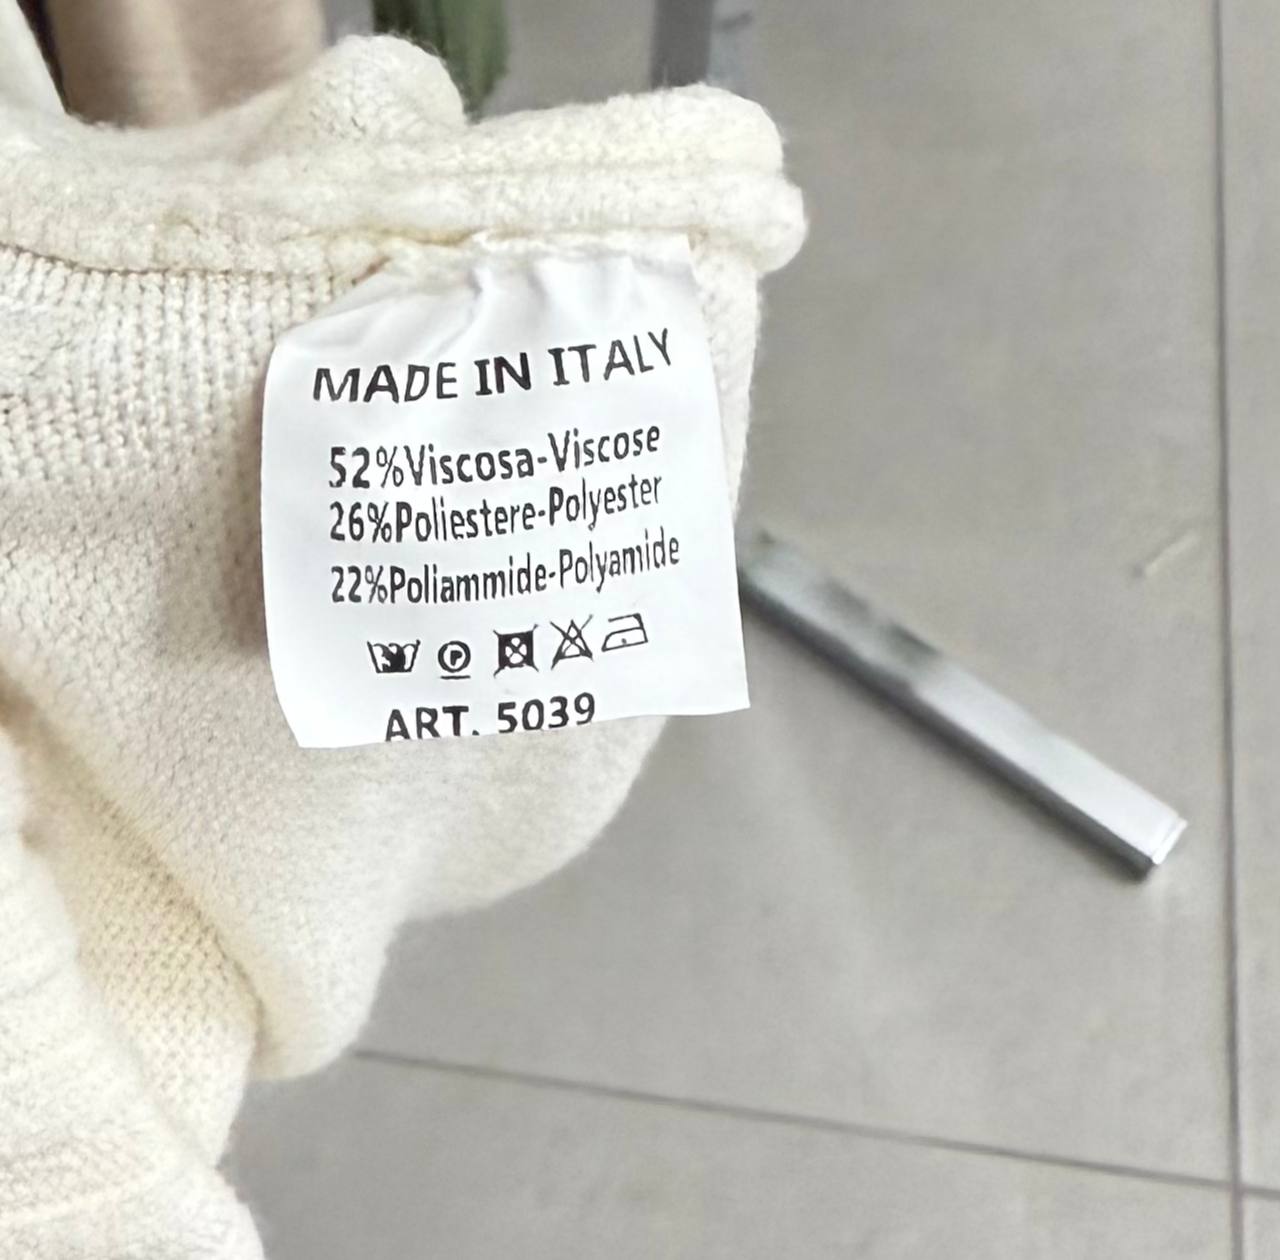 MADE IN ITALY
52%Viscosa-Viscose
26%Poliestere-Polyester
22%Poliammide-Polyamide
P
ART. 5039